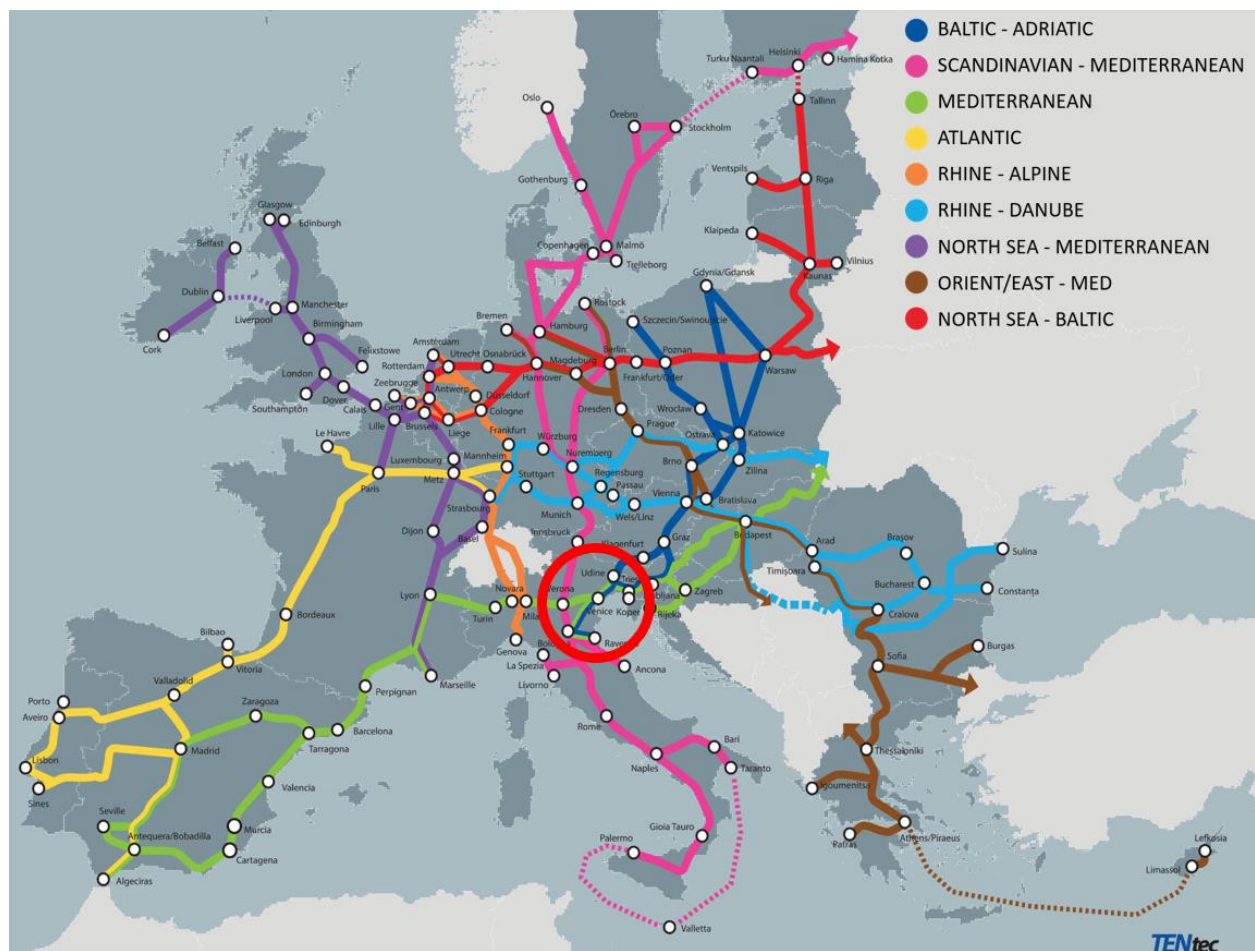 BALTIC - ADRIATIC
SCANDINAVIAN - MEDITERRANEAN
MEDITERRANEAN
ATLANTIC
RHINE - ALPINE
RHINE - DANUBE
NORTH SEA - MEDITERRANEAN
ORIENT/EAST - MED
NORTH SEA - BALTIC
Helsinki
Turku Naantali
Hamina Kotka
Tallinn
Oslo
Örebro
Stockholm
Ventspils
Riga
Gothenburg
Glasgow
Edinburgh
Klaipeda
Belfast
Copenhagen
Malmö
Trelleborg
Kaunas
Vilnius
Gdynia/Gdansk
Dublin
Rostock
Manchester
Liverpool
Szczecin/Swinoujscie
Bremen
Hamburg
Birmingham
Cork
Amsterdam
Felixstowe
Utrecht
Osnabrück
Berlin
Poznan
Magdeburg
Warsaw
Rotterdam
London
Hannover
Frankfurt/Oder
Zeebrugge
Antwerp
Düsseldorf
Dover
Southampton
Calais
Gent
Cologne
Dresden
Wroclaw
Lille
Brussels
Liege
Prague
Le Havre
Frankfurt
Würzburg
Ostrava
Katowice
Luxembourg
Mannheim
Nuremberg
Brno
Zilina
Paris
Metz
Stuttgart
Regensburg
Passau
Vienna
Bratislava
Strasbourg
Munich
Wels/Linz
Budapest
Dijon
Basel
Innsbruck
Klagenfurt
Graz
Arad
Braşov
Sulina
Timişoara
Udine
Bucharest
Constanţa
Lyon
Novara
Verona
Zagreb
Turin
Venice
Koper
Rijeka
Craiova
Bordeaux
Genova
Bilbao
La Spezia
Ancona
Sofia
Burgas
Vitoria
Livorno
Marseille
Valladolid
Perpignan
Porto
Zaragoza
Aveiro
Rome
Barcelona
Tarragona
Madrid
Bari
Thessaloniki
Naples
Taranto
Lisbon
Valencia
Sines
Seville
Murcia
Antequera/Bobadilla
Gioia Tauro
Athens/Piraeus
Patras
Palermo
Cartagena
Lefkosia
Limassol
Algeciras
Valletta
TENtec